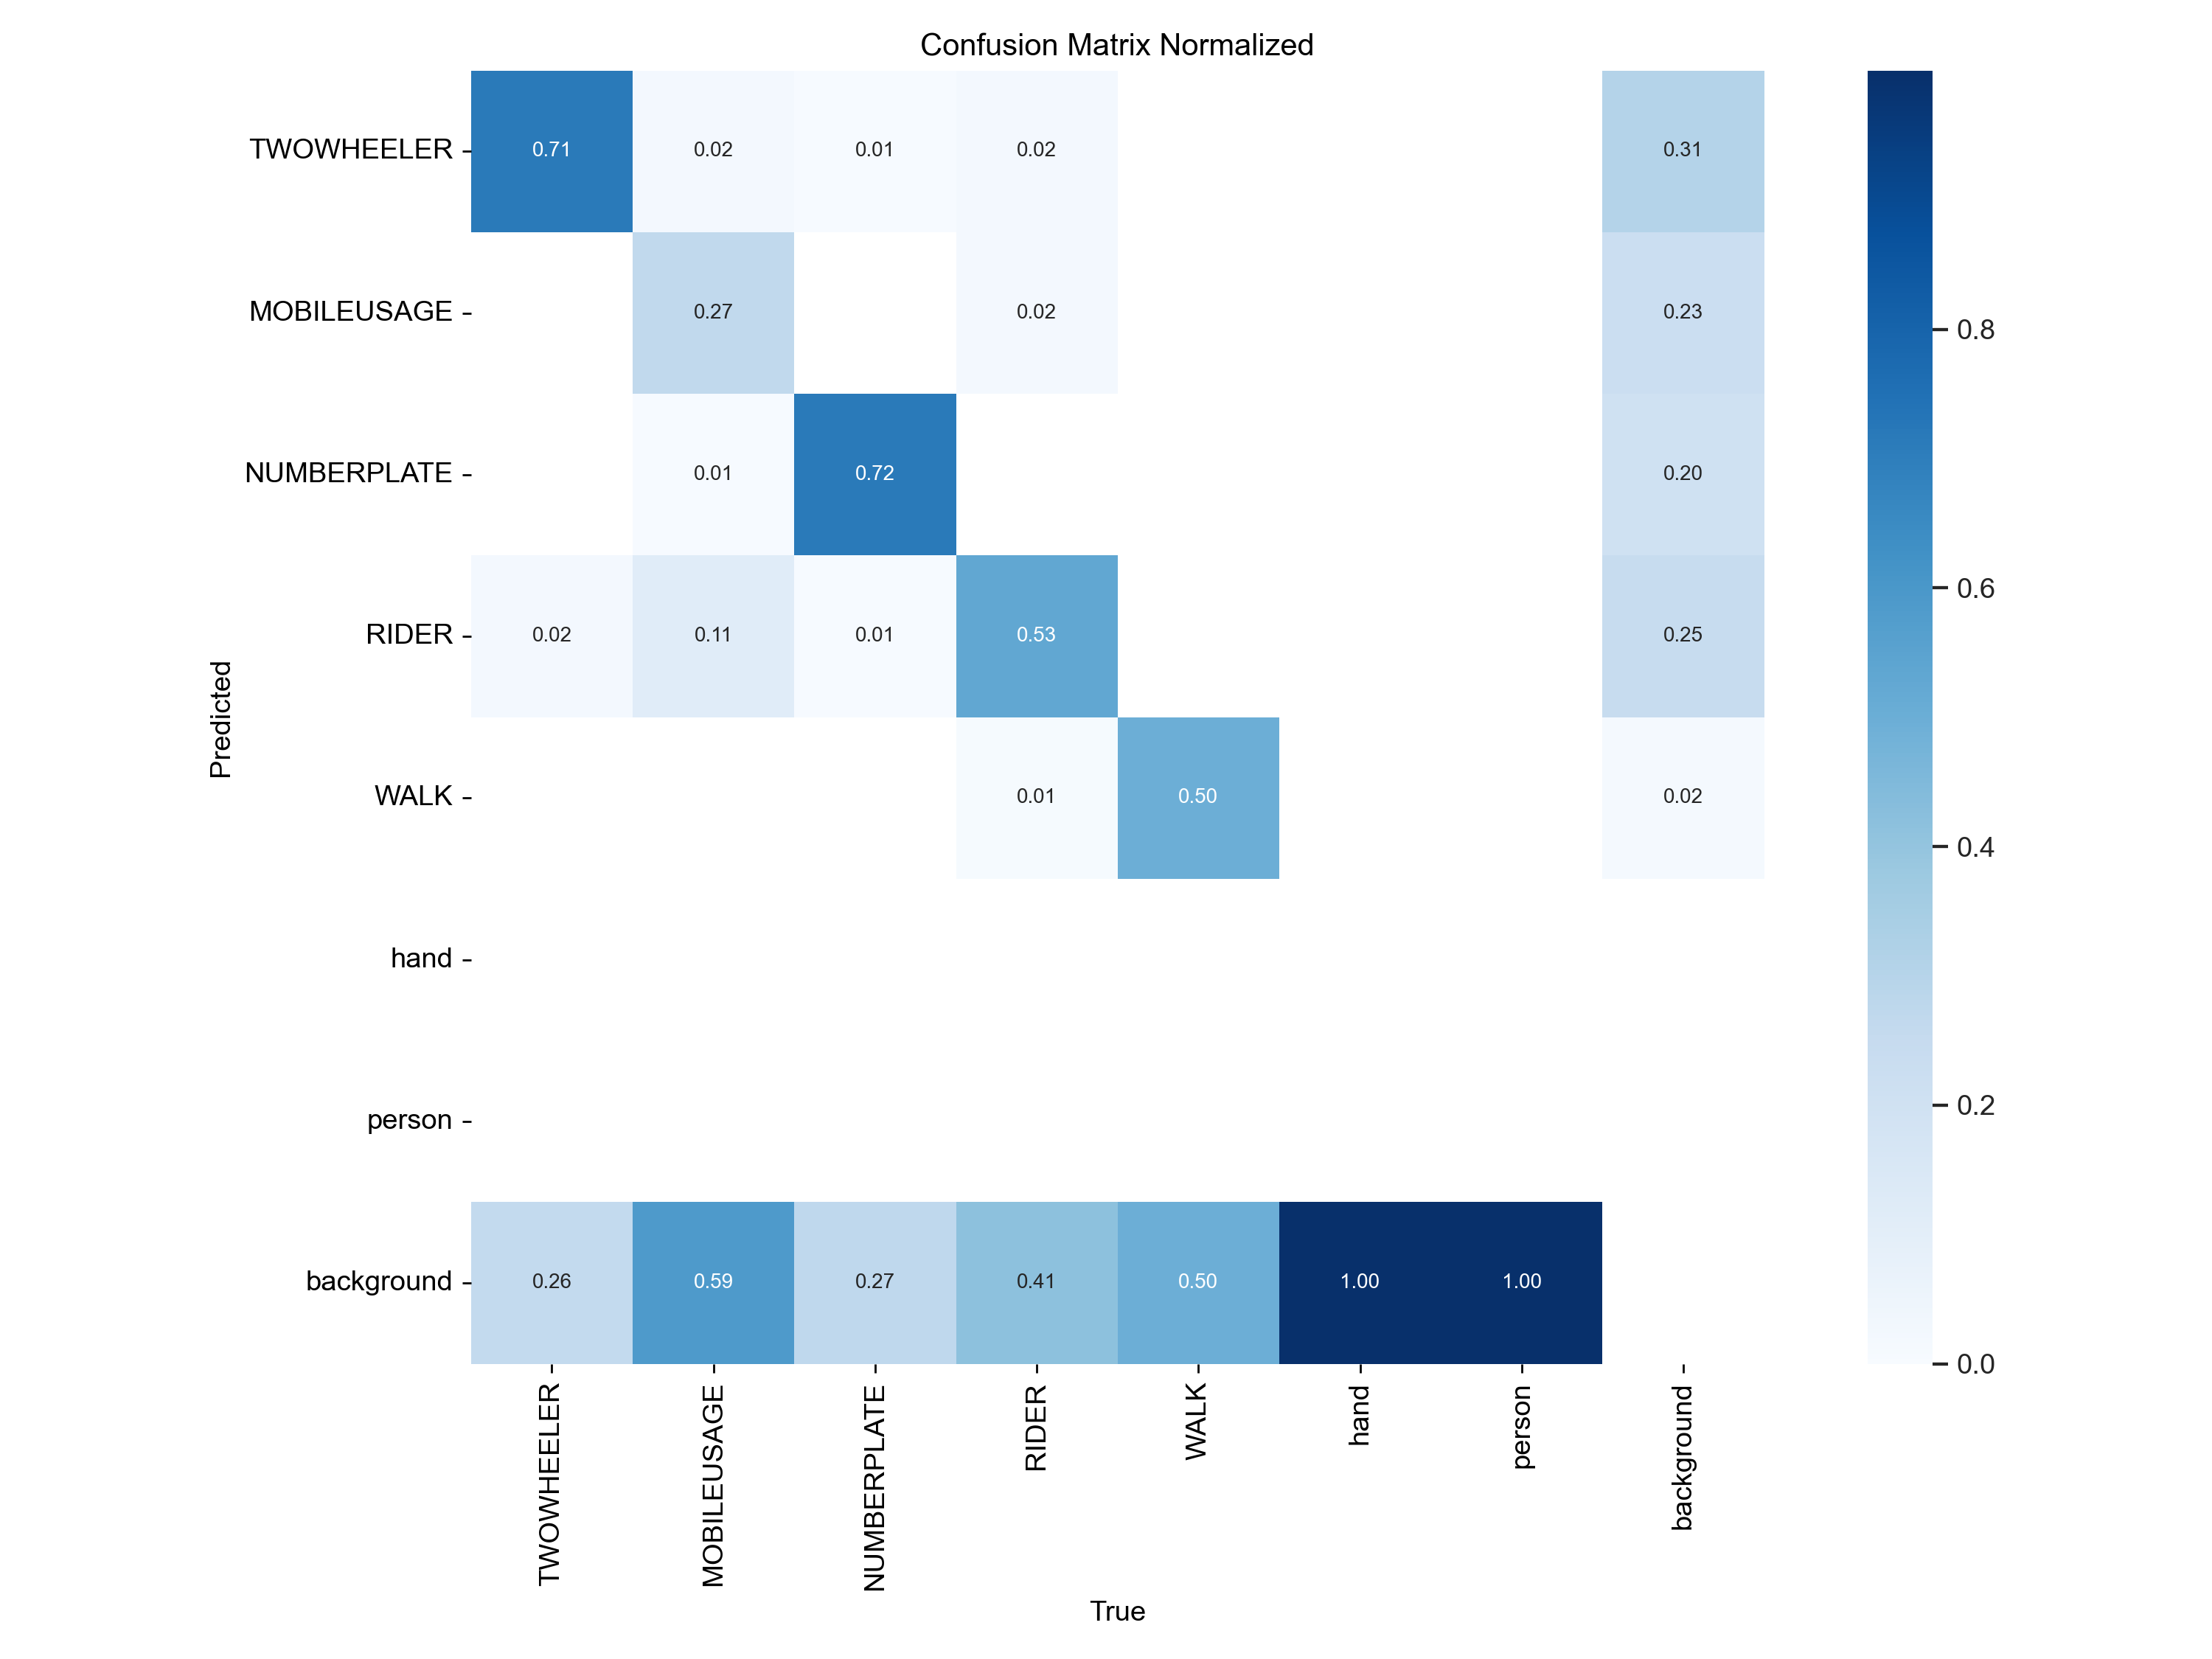 Confusion Matrix Normalized
TWOWHEELER 0.71 0.02 0.01 0.02 0.31
MOBILEUSAGE 0.27 0.02 0.23
NUMBERPLATE 0.01 0.72 0.20
RIDER 0.02 0.11 0.01 0.53 0.25
WALK 0.01 0.50 0.02
hand
person
background 0.26 0.59 0.27 0.41 0.50 1.00 1.00
TWOWHEELER
MOBILEUSAGE
NUMBERPLATE
RIDER
WALK
hand
person
background
True
Predicted
0.8
0.6
0.4
0.2
0.0